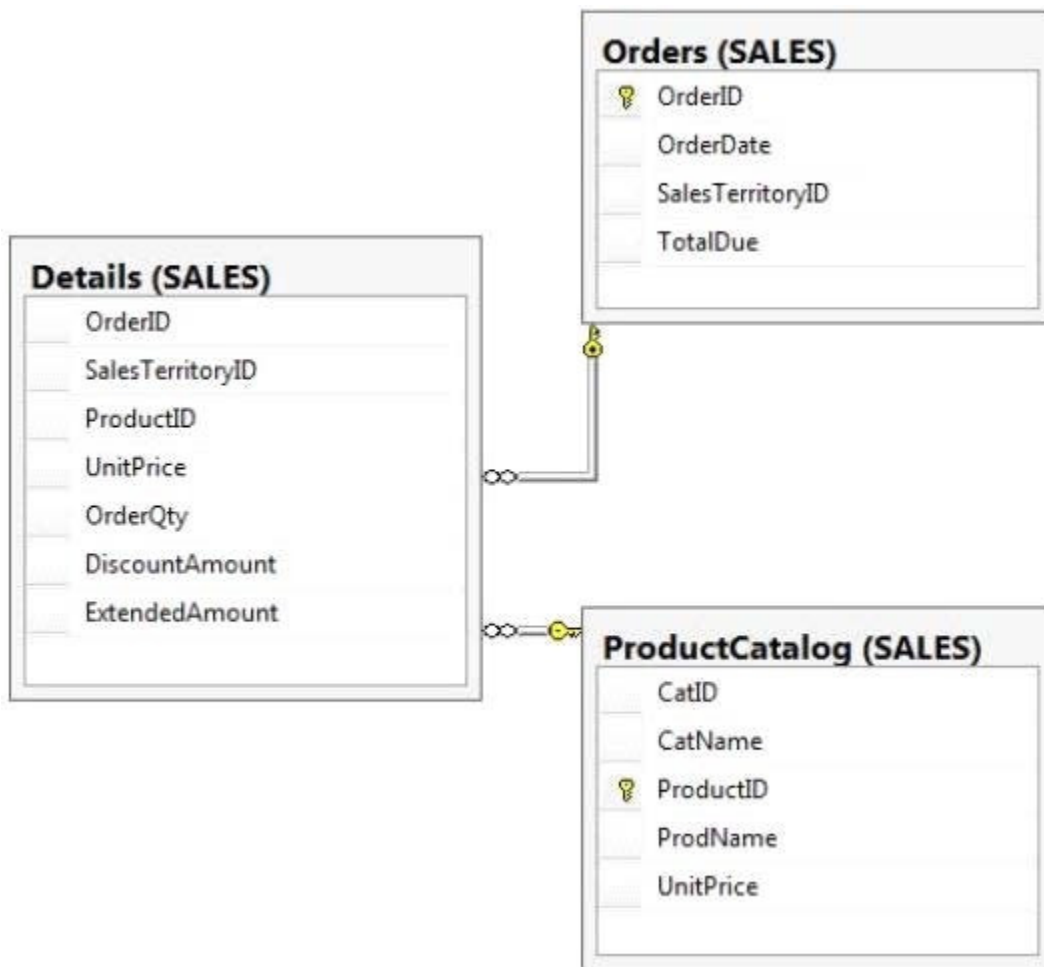 Orders (SALES)
OrderID
OrderDate
SalesTerritoryID
TotalDue
Details (SALES)
OrderID
SalesTerritoryID
ProductID
UnitPrice
OrderQty
DiscountAmount
ExtendedAmount
ProductCatalog (SALES)
CatID
CatName
ProductID
ProdName
UnitPrice